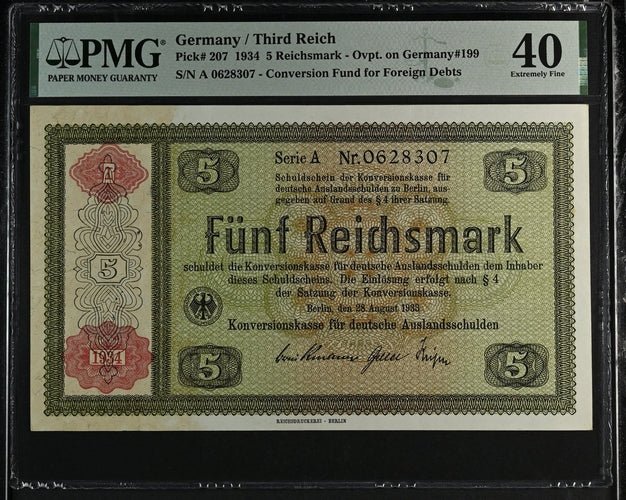 PMG®
PAPER MONEY GUARANTY
Germany / Third Reich
Pick# 207 1934 5 Reichsmark - Ovpt. on Germany#199
S/N A 0628307 - Conversion Fund for Foreign Debts
40
Extremely Fine
5
Serie A Nr.0628307
5
Schuldschein der Konversionskasse für
deutsche Auslandsschulden zu Berlin, aus-
gegeben auf Grund des § 4 ihrer Satzung.
Fünf Reichsmark
schuldet die Konversionskasse für deutsche Auslandsschulden dem Inhaber
dieses Schuldscheins. Die Einlösung erfolgt nach § 4
der Satzung der Konversionskasse.
Berlin, den 28. August 1933
Konversionskasse für deutsche Auslandsschulden
5
1934
5
5
REICHSDRUCKEREI - BERLIN